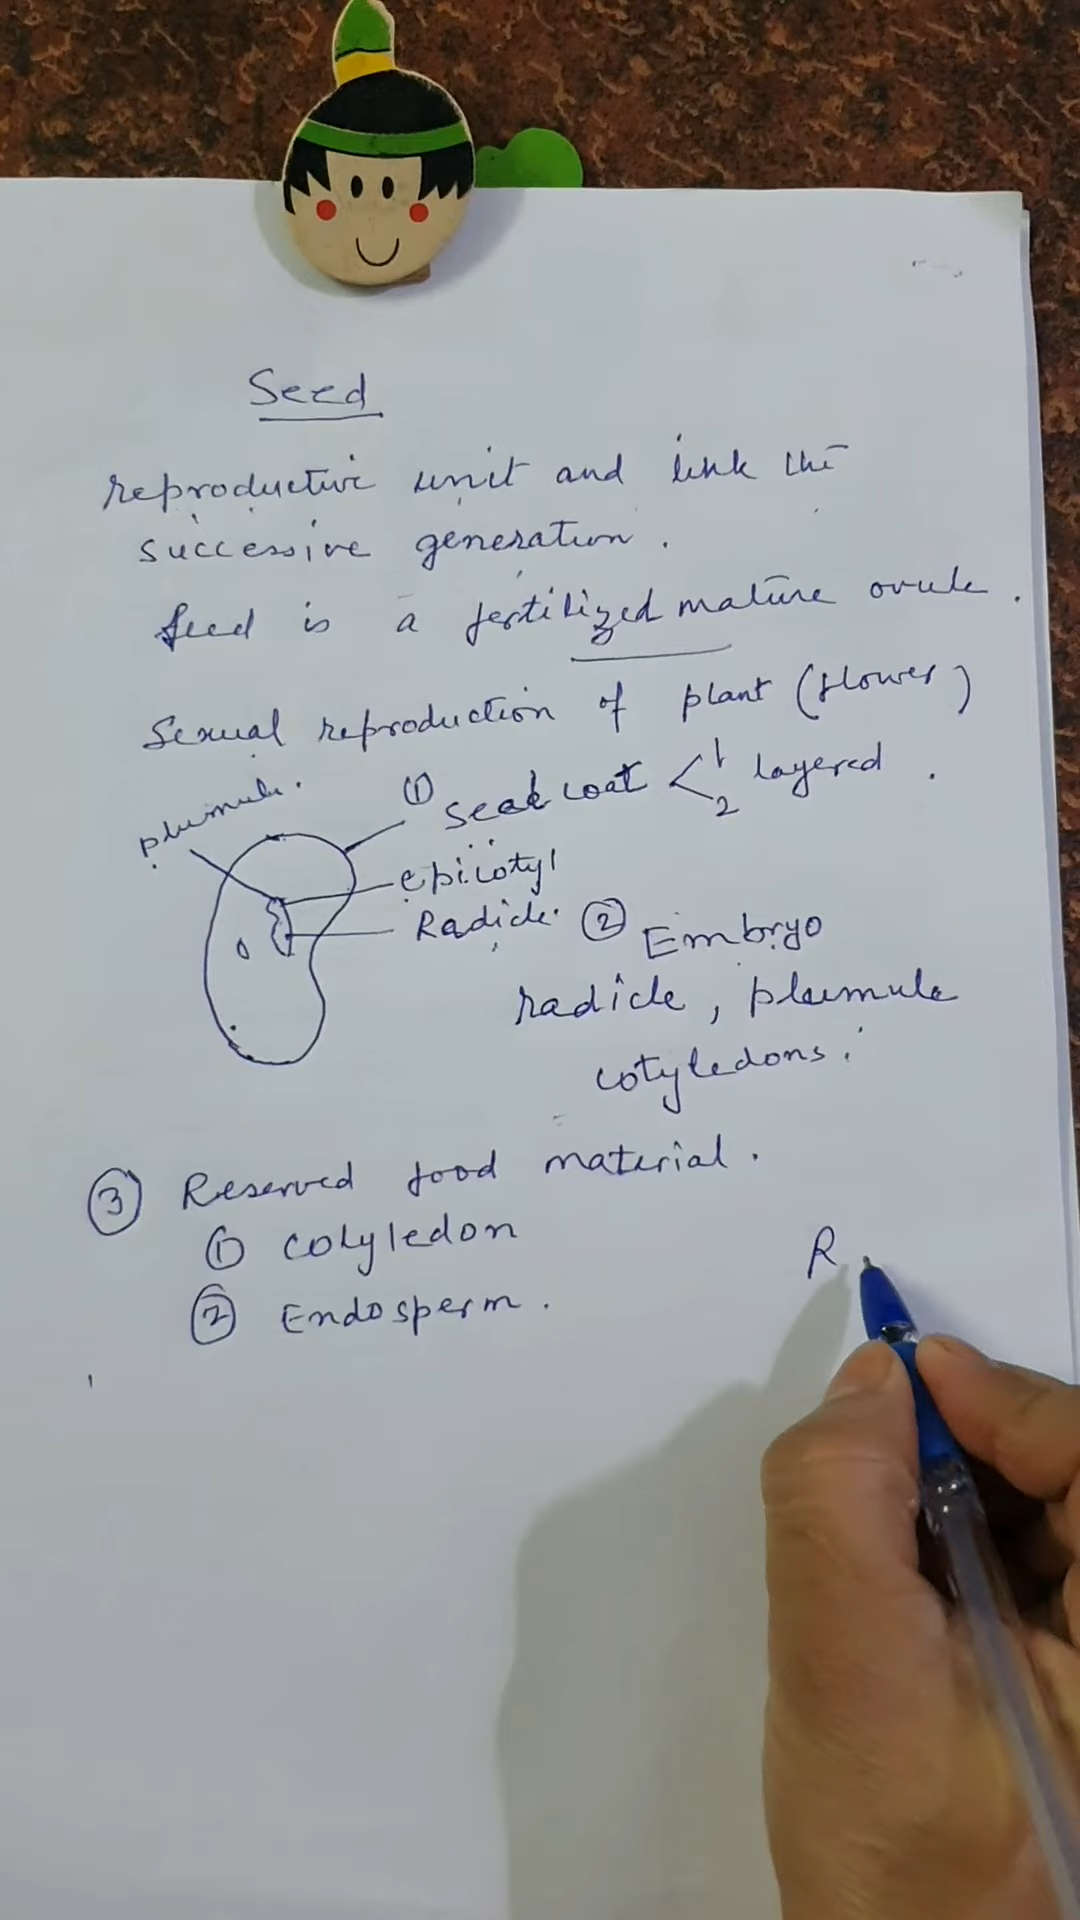 Seed
reproductive unit and link the
successive generation.
Seed is a fertilized mature ovule.
Sexual reproduction of plant (flower)
plumule.
① Seed coat < 1 2 layered.
epicotyl
Radicle.
② Embryo
radicle, plumule
cotyledons.
③ Reserved food material.
① cotyledon
② Endosperm.
R